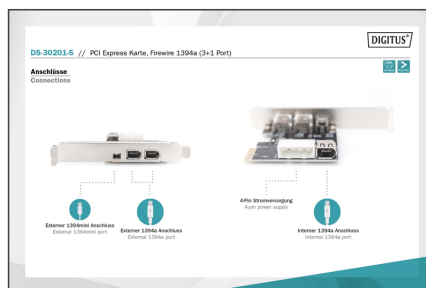 DIGITUS®
DS-30201-5 // PCI Express Karte, Firewire 1394a (3+1 Port)
Anschlüsse
Connections
4-Pin Stromversorgung
4-pin power supply
Externer 1394mini Anschluss
External 1394mini port
Externer 1394a Anschluss
External 1394a port
Interner 1394a Anschluss
Internal 1394a port